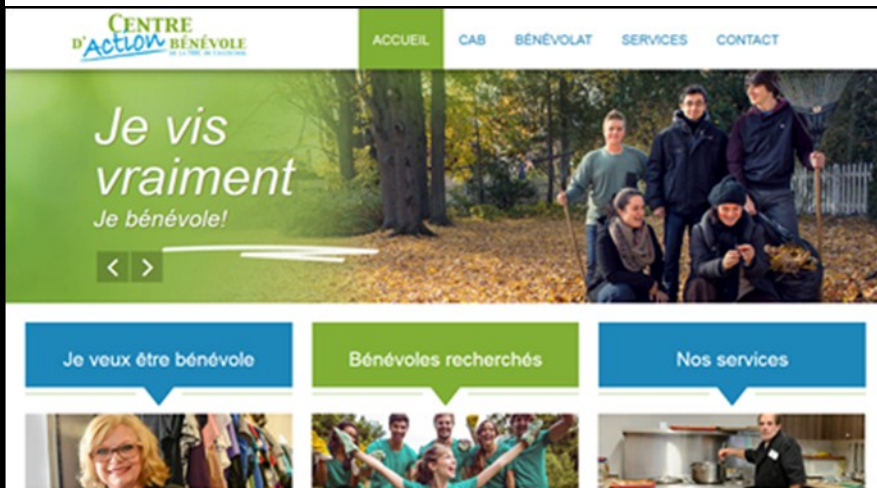 CENTRE
D'Action BÉNÉVOLE
ACCUEIL CAB BÉNÉVOLAT SERVICES CONTACT
Je vis
vraiment
Je bénévole!
Je veux être bénévole
Bénévoles recherchés
Nos services